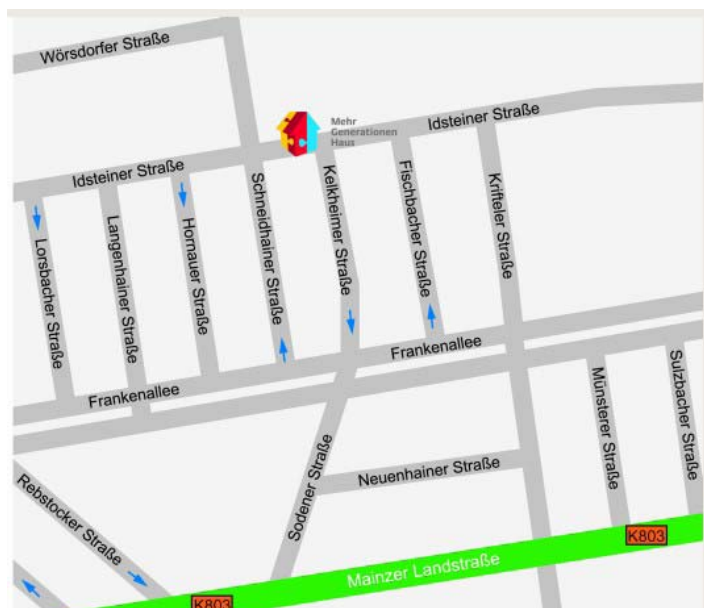 Wörsdorfer Straße
Mehr
Generationen
Haus
Idsteiner Straße
Idsteiner Straße
Lorsbacher Straße
Langenhainer Straße
Hornauer Straße
Schneidhainer Straße
Kelkheimer Straße
Fischbacher Straße
Krifteler Straße
Frankenallee
Frankenallee
Münsterer Straße
Sulzbacher Straße
Sodener Straße
Neuenhainer Straße
Rebstocker Straße
K803
Mainzer Landstraße
K803